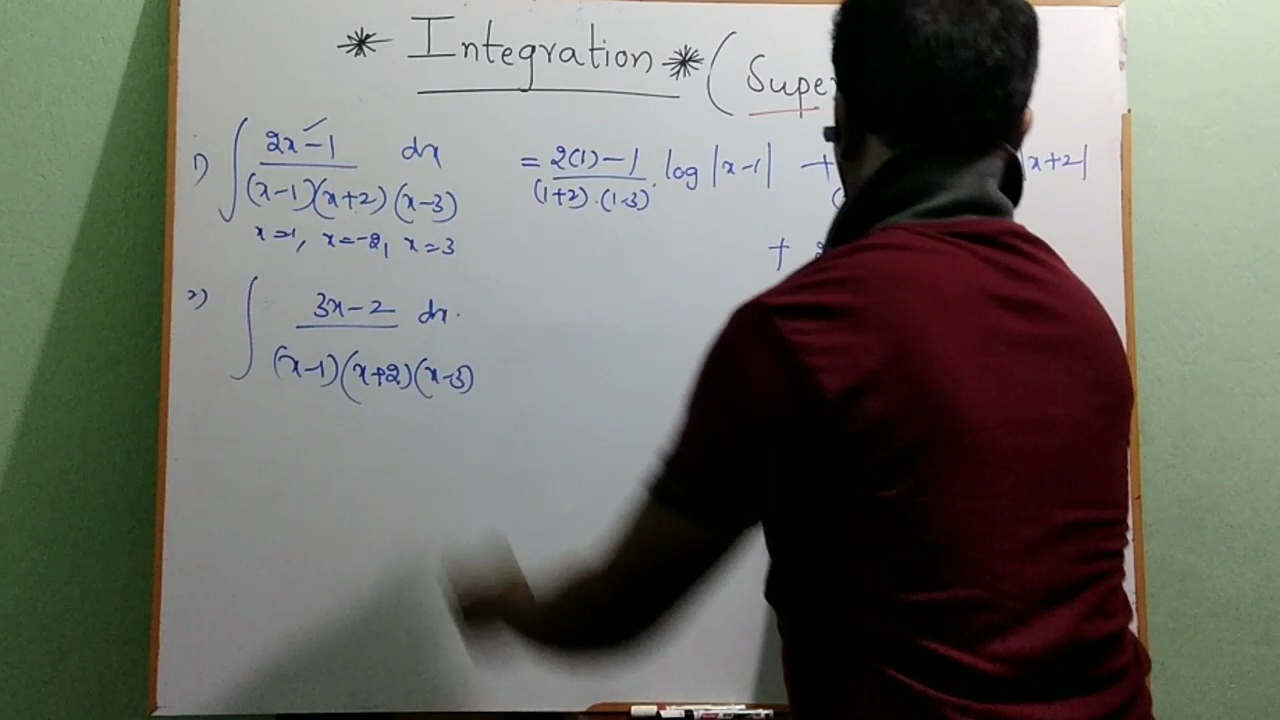 * Integration * ( Supe
1) ∫ 2x-1 / (x-1)(x+2)(x-3) dx = 2(1)-1 / (1+2).(1-3) . log |x-1| + |x+2|
x=1, x=-2, x=3 +
2) ∫ 3x-2 / (x-1)(x+2)(x-3) dx.